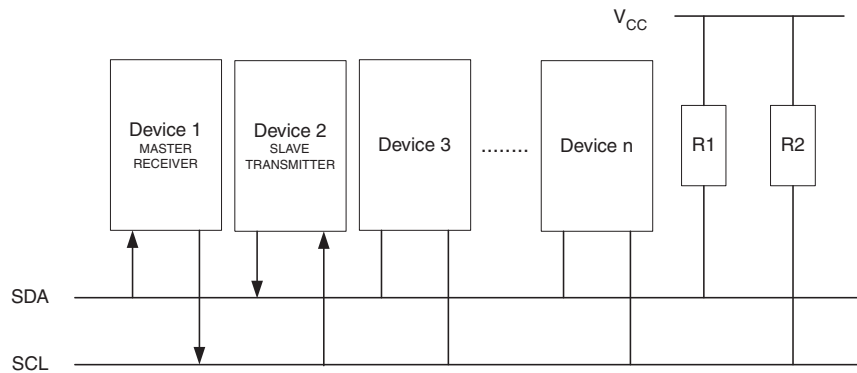 V_CC
Device 1
MASTER
RECEIVER
Device 2
SLAVE
TRANSMITTER
Device 3
........
Device n
R1
R2
SDA
SCL